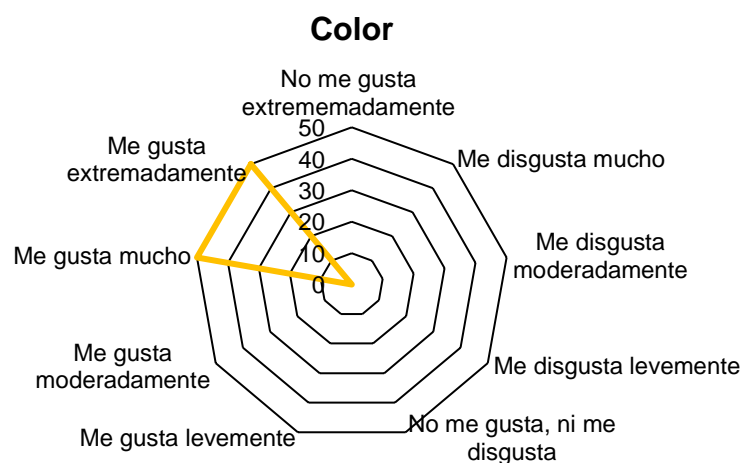 Color
No me gusta
extrememadamente
50
40
30
20
10
0
Me disgusta mucho
Me disgusta
moderadamente
Me disgusta levemente
No me gusta, ni me
disgusta
Me gusta levemente
Me gusta
moderadamente
Me gusta mucho
Me gusta
extremadamente